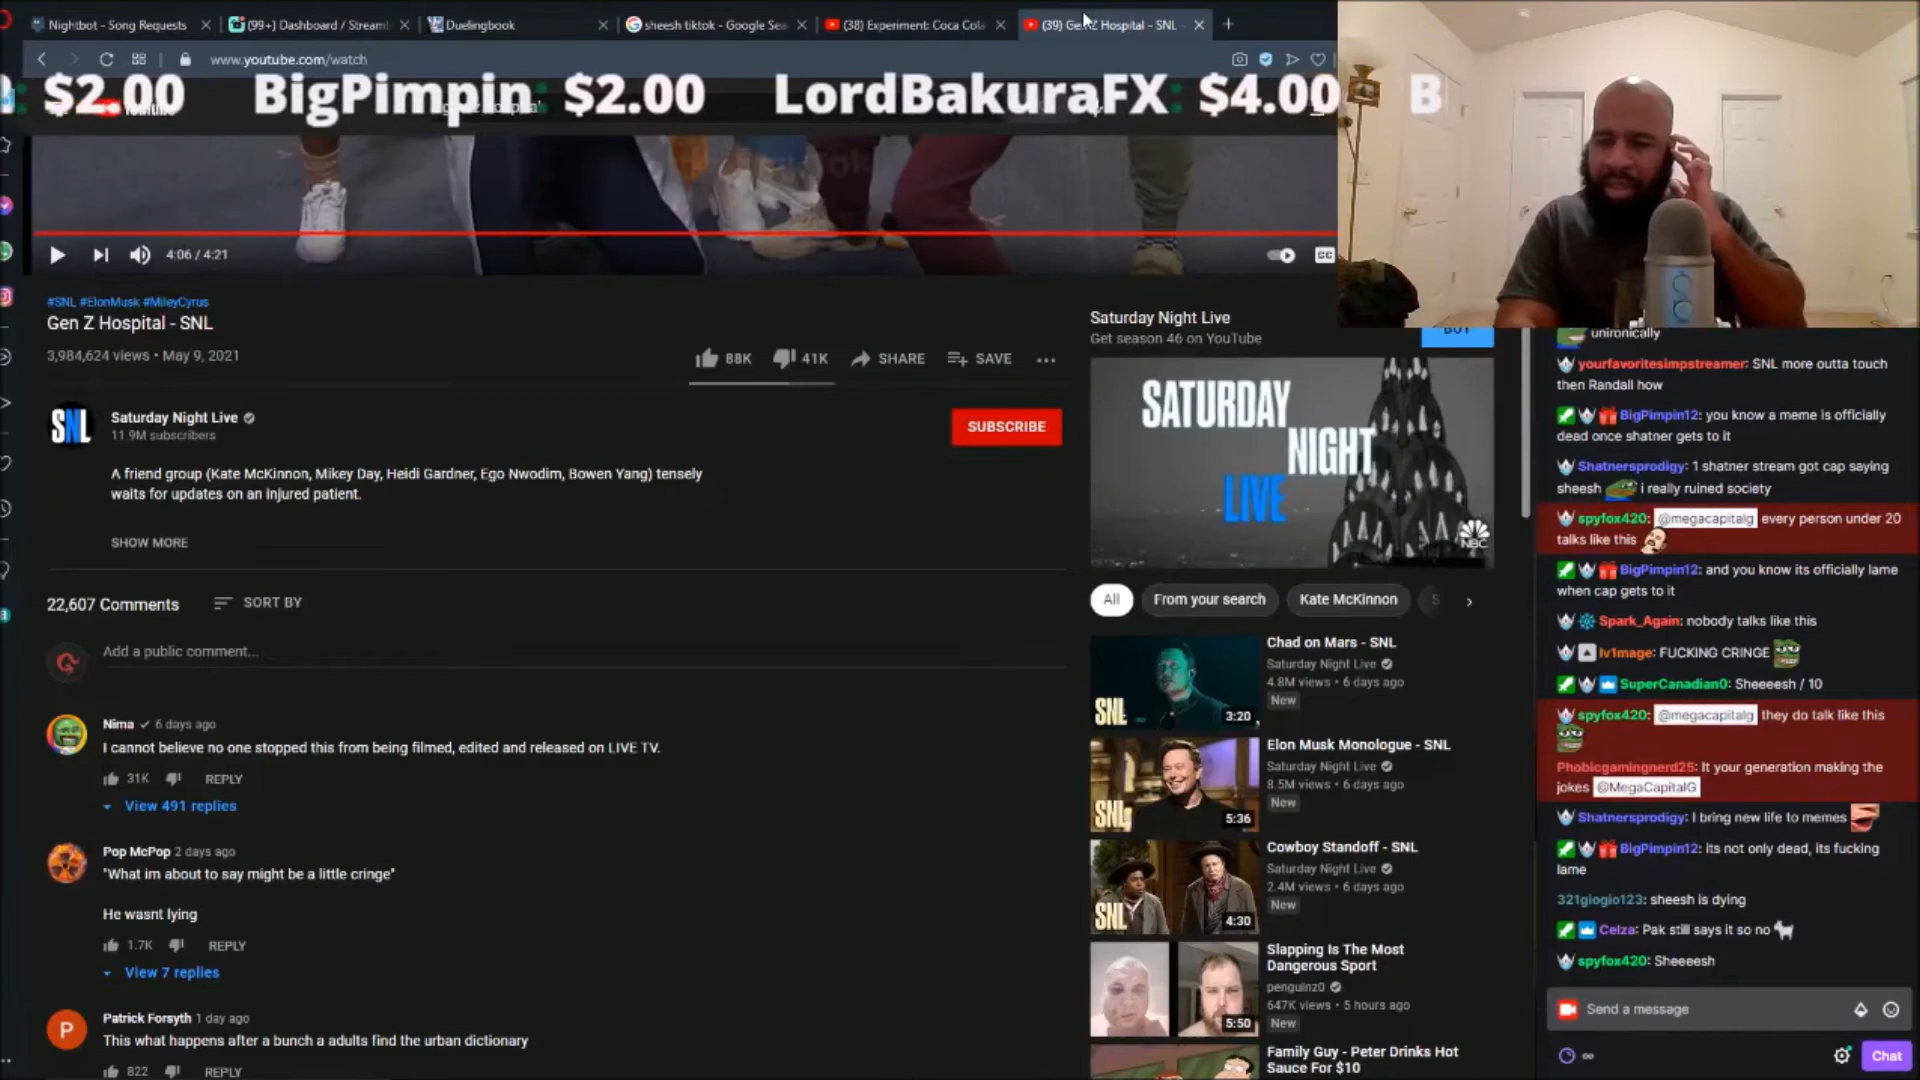 Nightbot - Song Requests
(99+) Dashboard / Streaml
Duelingbook
sheesh tiktok - Google Sea
(38) Experiment: Coca Cola
(39) Gen Z Hospital - SNL -
www.youtube.com/watch
$2.00 BigPimpin: $2.00 LordBakuraFX: $4.00 B
4:06 / 4:21
CC
#SNL #ElonMusk #MileyCyrus
Gen Z Hospital - SNL
3,984,624 views • May 9, 2021
88K 41K SHARE SAVE
SNL
Saturday Night Live
11.9M subscribers
SUBSCRIBE
A friend group (Kate McKinnon, Mikey Day, Heidi Gardner, Ego Nwodim, Bowen Yang) tensely
waits for updates on an injured patient.
SHOW MORE
22,607 Comments SORT BY
Add a public comment...
Nima 6 days ago
I cannot believe no one stopped this from being filmed, edited and released on LIVE TV.
31K REPLY
View 491 replies
Pop McPop 2 days ago
"What im about to say might be a little cringe"
He wasnt lying
1.7K REPLY
View 7 replies
P
Patrick Forsyth 1 day ago
This what happens after a bunch a adults find the urban dictionary
822 REPLY
Saturday Night Live
Get season 46 on YouTube
BUY
SATURDAY
NIGHT
LIVE
NBC
All From your search Kate McKinnon S
SNL
3:20
Chad on Mars - SNL
Saturday Night Live
4.8M views • 6 days ago
New
SNL
5:36
Elon Musk Monologue - SNL
Saturday Night Live
8.5M views • 6 days ago
New
SNL
4:30
Cowboy Standoff - SNL
Saturday Night Live
2.4M views • 6 days ago
New
5:50
Slapping Is The Most
Dangerous Sport
penguinz0
647K views • 5 hours ago
New
Family Guy - Peter Drinks Hot
Sauce For $10
unironically
yourfavoritesimpstreamer: SNL more outta touch
then Randall how
BigPimpin12: you know a meme is officially
dead once shatner gets to it
Shatnersprodigy: 1 shatner stream got cap saying
sheesh i really ruined society
spyfox420: @megacapitalg every person under 20
talks like this
BigPimpin12: and you know its officially lame
when cap gets to it
Spark_Again: nobody talks like this
lv1mage: FUCKING CRINGE
SuperCanadian0: Sheeeesh / 10
spyfox420: @megacapitalg they do talk like this
Phobicgamingnerd25: It your generation making the
jokes @MegaCapitalG
Shatnersprodigy: I bring new life to memes
BigPimpin12: its not only dead, its fucking
lame
321giogio123: sheesh is dying
Celza: Pak still says it so no
spyfox420: Sheeeesh
Send a message
Chat